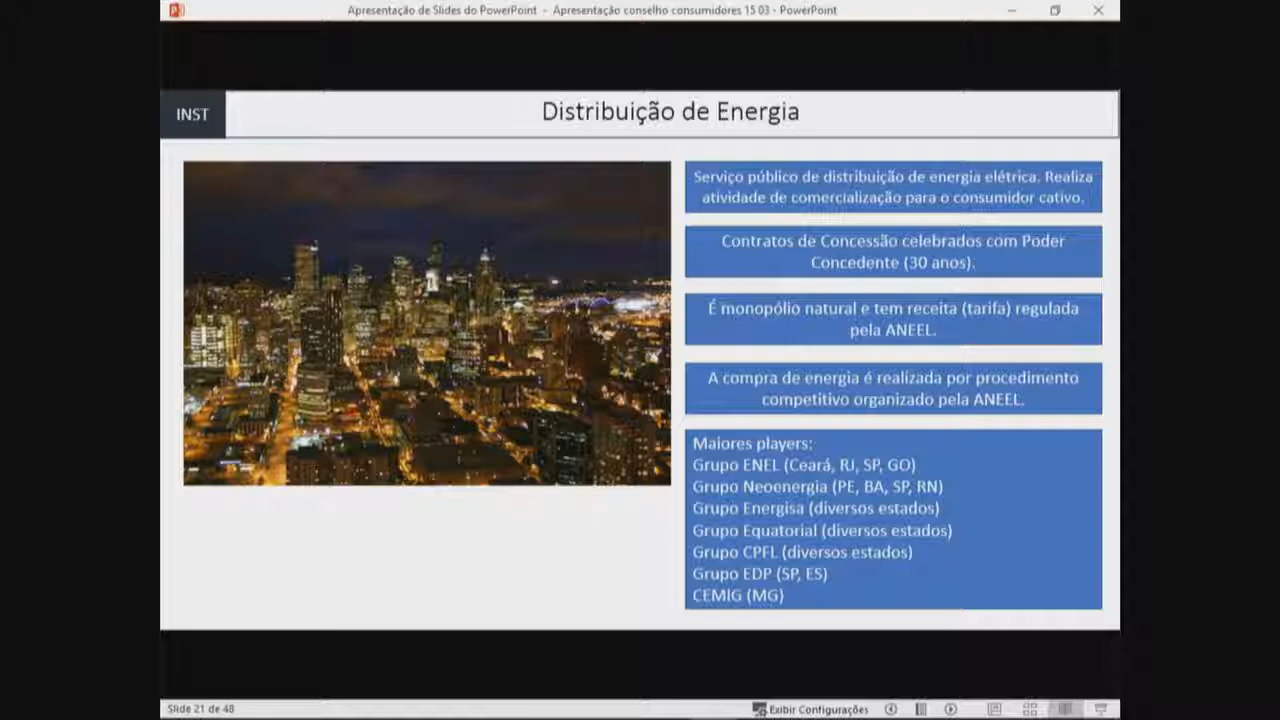 Apresentação de Slides do PowerPoint - Apresentação conselho consumidores 15 03 - PowerPoint
INST
Distribuição de Energia
Serviço público de distribuição de energia elétrica. Realiza
atividade de comercialização para o consumidor cativo.
Contratos de Concessão celebrados com Poder
Concedente (30 anos).
É monopólio natural e tem receita (tarifa) regulada
pela ANEEL.
A compra de energia é realizada por procedimento
competitivo organizado pela ANEEL.
Maiores players:
Grupo ENEL (Ceará, RJ, SP, GO)
Grupo Neoenergia (PE, BA, SP, RN)
Grupo Energisa (diversos estados)
Grupo Equatorial (diversos estados)
Grupo CPFL (diversos estados)
Grupo EDP (SP, ES)
CEMIG (MG)
Slide 21 de 48
Exibir Configurações